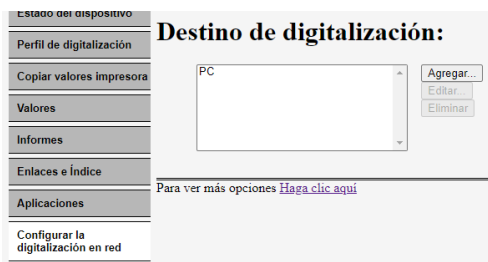 Estado del dispositivo
Perfil de digitalización
Copiar valores impresora
Valores
Informes
Enlaces e Índice
Aplicaciones
Configurar la
digitalización en red
Destino de digitalización:
PC
Agregar...
Editar...
Eliminar
Para ver más opciones Haga clic aquí